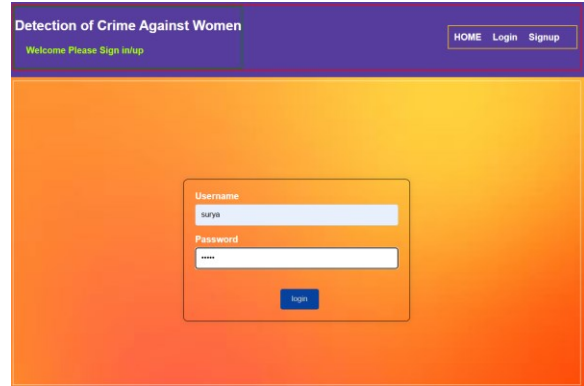 Detection of Crime Against Women
Welcome Please Sign in/up
HOME Login Signup
Username
surya
Password
•••••
login